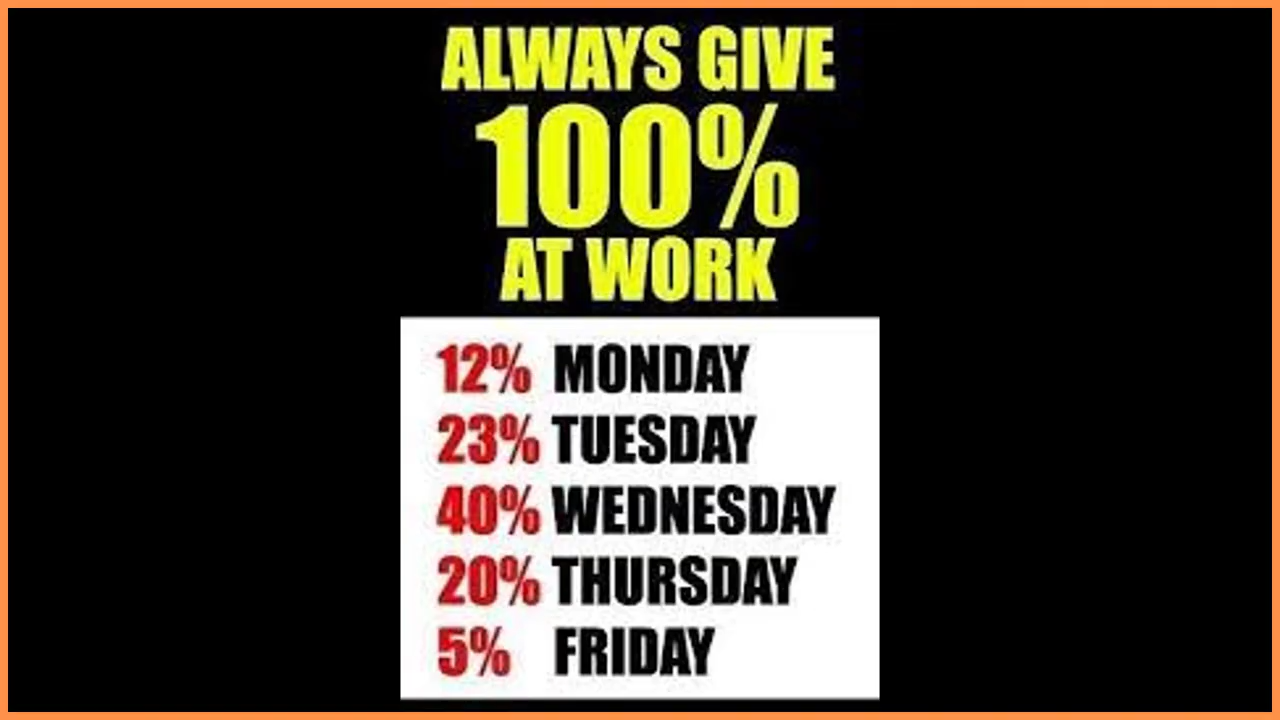 ALWAYS GIVE
100%
AT WORK
12% MONDAY
23% TUESDAY
40% WEDNESDAY
20% THURSDAY
5% FRIDAY